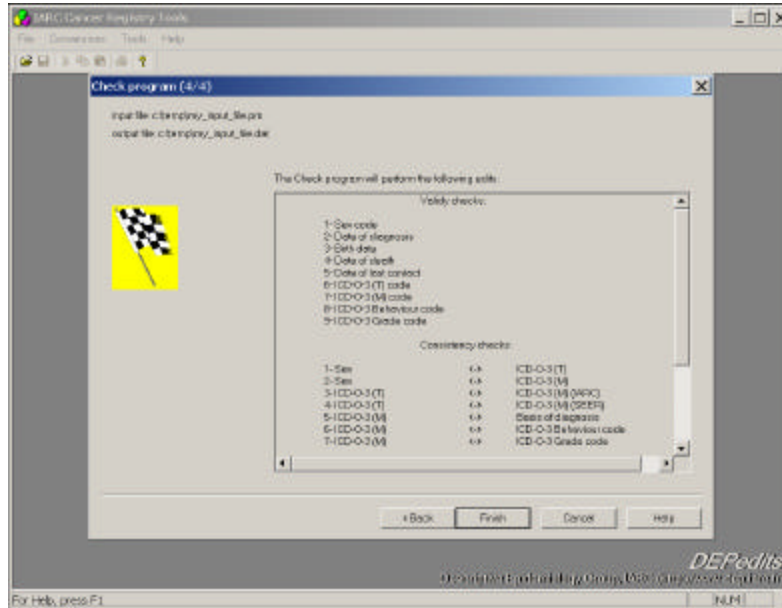 IARC Cancer Registry Tools
File Conversions Tools Help
Check program (4/4)
input file: c:\temp\my_input_file.prn
output file: c:\temp\my_input_file.dat
The Check program will perform the following edits:
Validy checks:
1- Sex code
2- Date of diagnosis
3- Birth date
4- Date of death
5- Date of last contact
6- ICD-O-3 (T) code
7- ICD-O-3 (M) code
8- ICD-O-3 Behaviour code
9- ICD-O-3 Grade code
Consistency checks:
1- Sex <-> ICD-O-3 (T)
2- Sex <-> ICD-O-3 (M)
3- ICD-O-3 (T) <-> ICD-O-3 (M) (IARC)
4- ICD-O-3 (T) <-> ICD-O-3 (M) (SEER)
5- ICD-O-3 (M) <-> Basis of diagnosis
6- ICD-O-3 (M) <-> ICD-O-3 Behaviour code
7- ICD-O-3 (M) <-> ICD-O-3 Grade code
< Back Finish Cancel Help
DEPedits
Descriptive Epidemiology Group, IARC
For Help, press F1 NUM